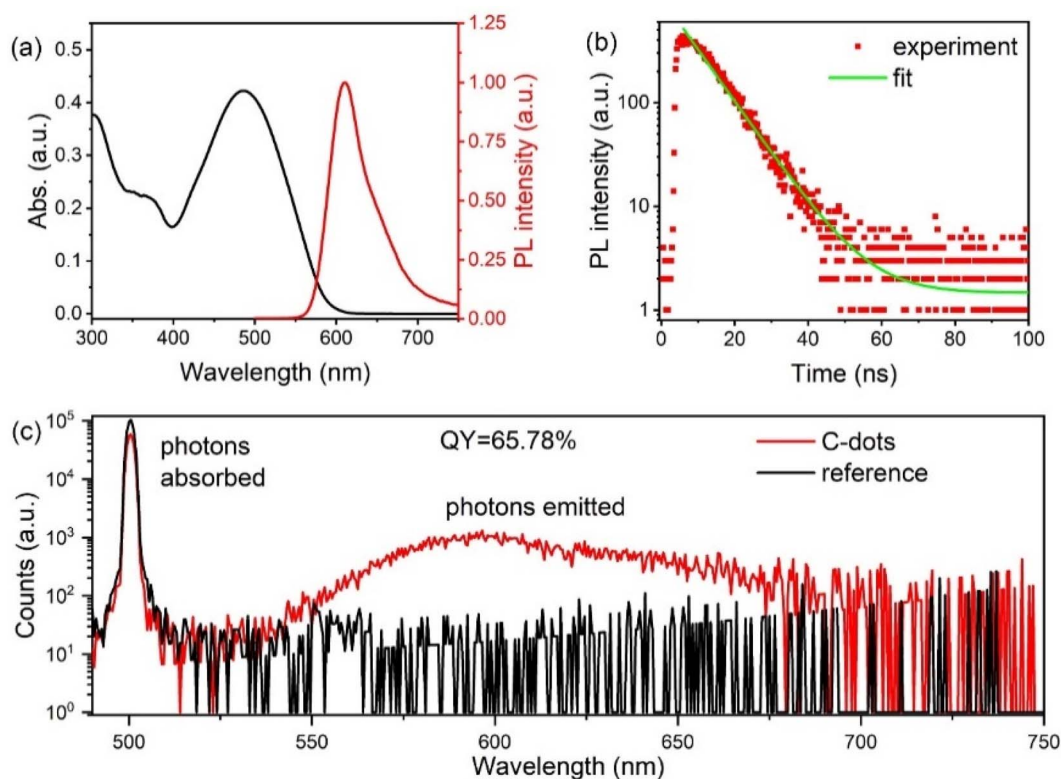 (a)
Abs. (a.u.)
0.5
0.4
0.3
0.2
0.1
0.0
300 400 500 600 700
Wavelength (nm)
1.25
1.00
0.75
0.50
0.25
0.00
PL intensity (a.u.)
(b)
experiment
fit
PL intensity (a.u.)
100
10
1
0 20 40 60 80 100
Time (ns)
(c)
photons
absorbed
QY=65.78%
photons emitted
C-dots
reference
Counts (a.u.)
10⁵
10⁴
10³
10²
10¹
10⁰
500 550 600 650 700 750
Wavelength (nm)